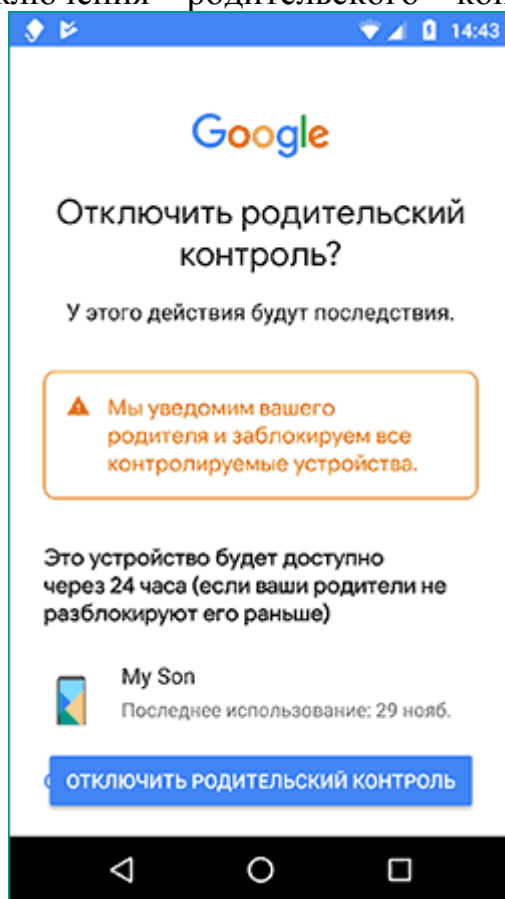 родительского
14:43
Google
Отключить родительский
контроль?
У этого действия будут последствия.
Мы уведомим вашего
родителя и заблокируем все
контролируемые устройства.
Это устройство будет доступно
через 24 часа (если ваши родители не
разблокируют его раньше)
My Son
Последнее использование: 29 нояб.
ОТКЛЮЧИТЬ РОДИТЕЛЬСКИЙ КОНТРОЛЬ